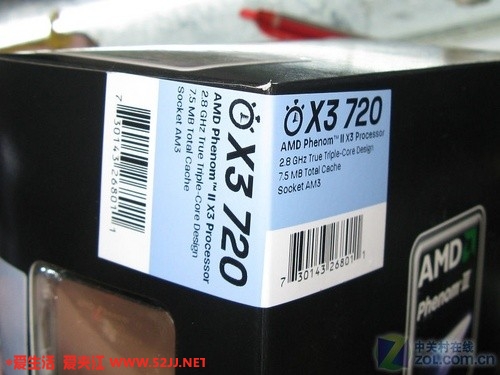 X3 720
AMD Phenom™ II X3 Processor
2.8 GHz True Triple-Core Design
7.5 MB Total Cache
Socket AM3
7 30143 26801 1
X3 720
AMD Phenom™ II X3 Processor
2.8 GHz True Triple-Core Design
7.5 MB Total Cache
Socket AM3
7 30143 26801 1
AMD
Phenom II
爱生活 爱夹江 WWW.52JJ.NET
Z 中关村在线
zol.com.cn